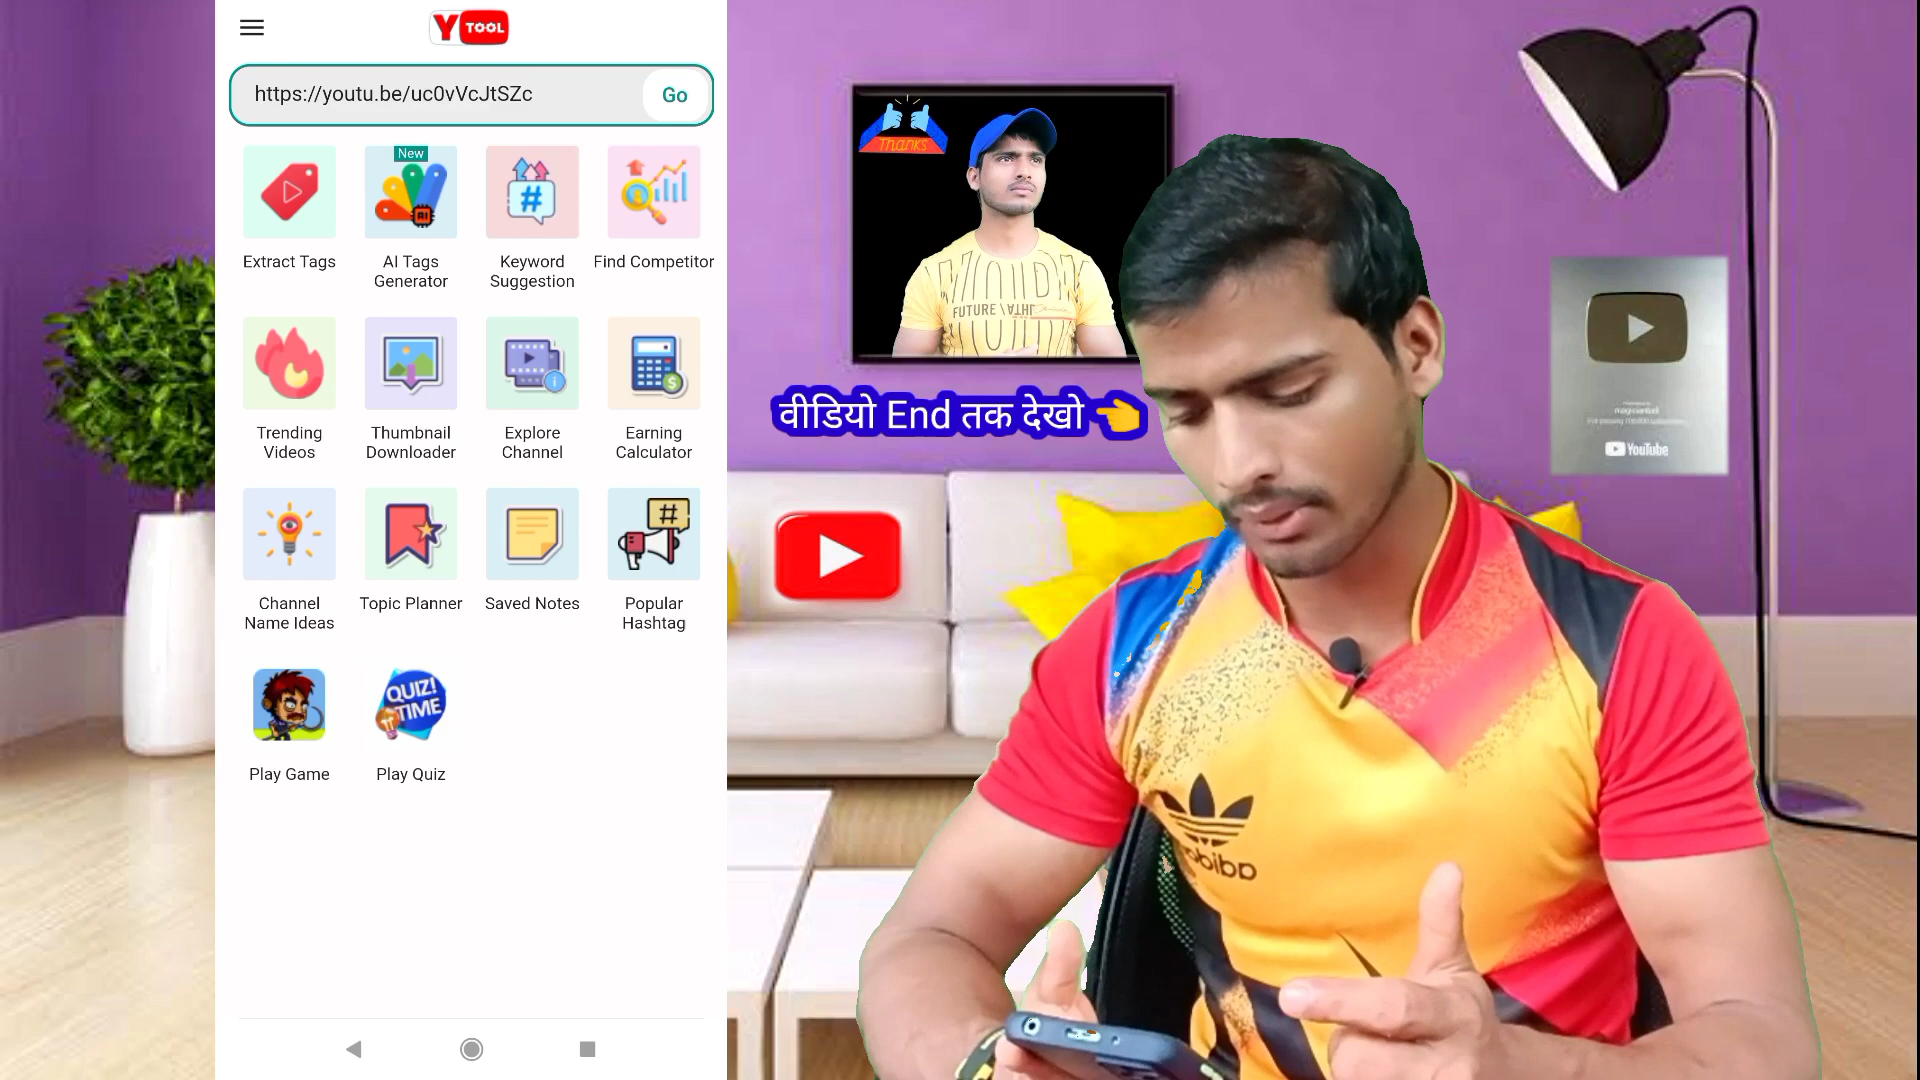 Y TOOL
https://youtu.be/uc0vVcJtSZc
Go
New
Extract Tags
AI Tags
Generator
Keyword
Suggestion
Find Competitor
Trending
Videos
Thumbnail
Downloader
Explore
Channel
Earning
Calculator
Channel
Name Ideas
Topic Planner
Saved Notes
Popular
Hashtag
QUIZ!
TIME
Play Game
Play Quiz
Thanks
FUTURE
वीडियो End तक देखो
YouTube
adidas